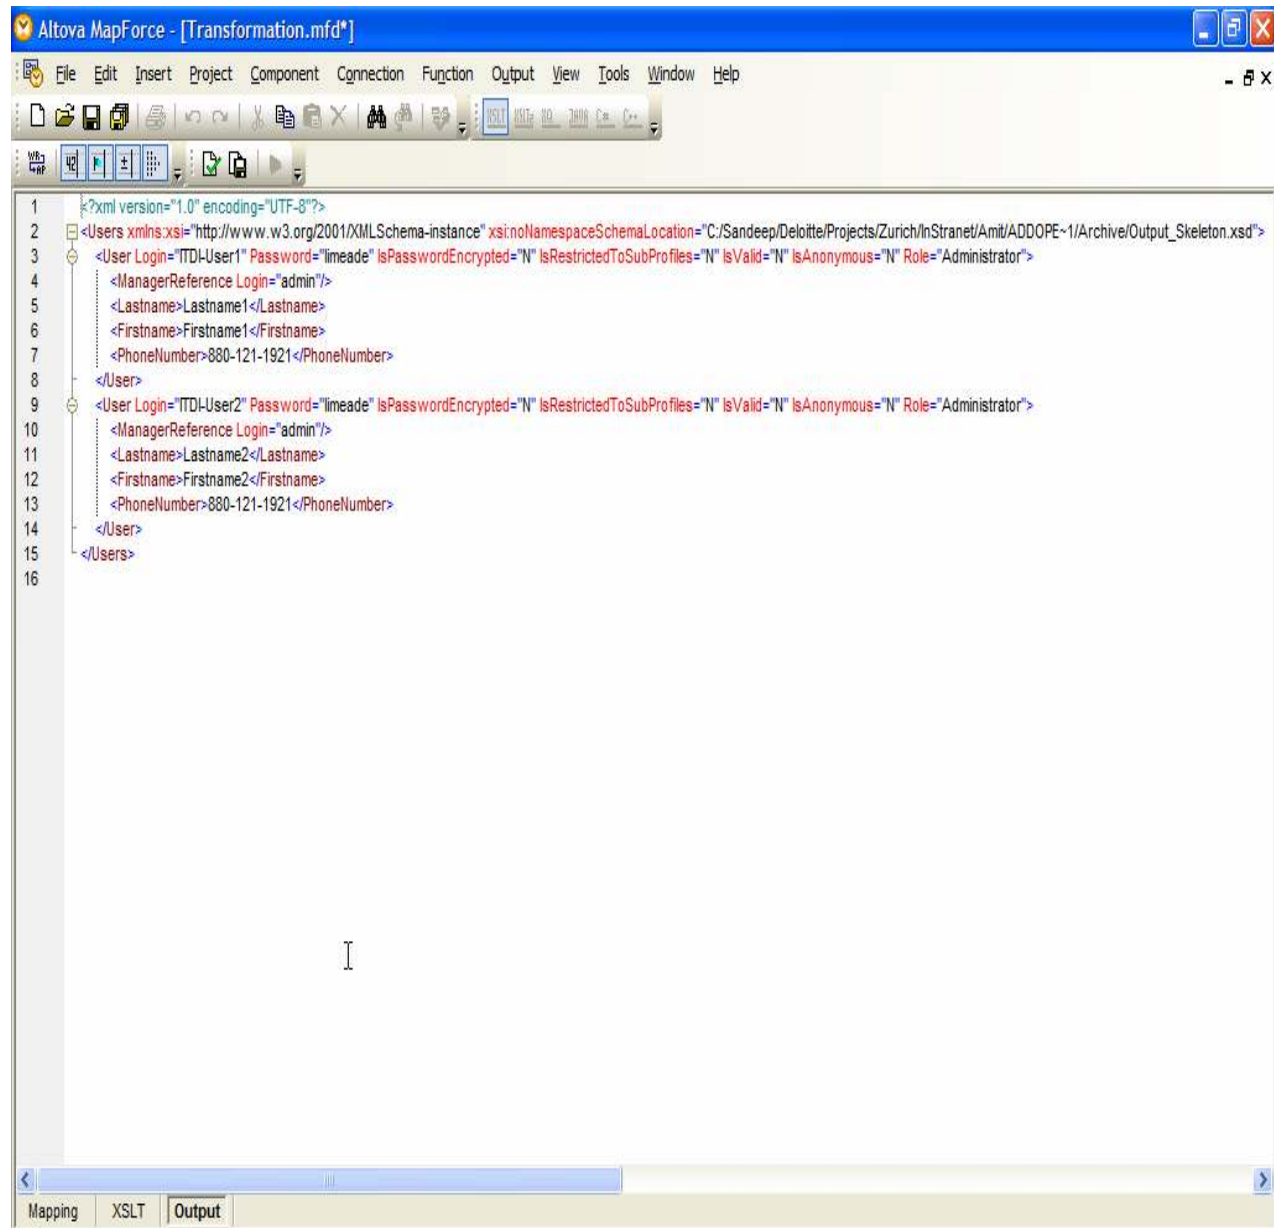 Altova MapForce - [Transformation.mfd*]
File Edit Insert Project Component Connection Function Output View Tools Window Help
XSLT XSLT2 XQ JAVA C# C++
1 <?xml version="1.0" encoding="UTF-8"?>
2 <Users xmlns:xsi="http://www.w3.org/2001/XMLSchema-instance" xsi:noNamespaceSchemaLocation="C:/Sandeep/Deloitte/Projects/Zurich/InStranet/Amit/ADDOPE~1/Archive/Output_Skeleton.xsd">
3 <User Login="ITDI-User1" Password="limeade" IsPasswordEncrypted="N" IsRestrictedToSubProfiles="N" IsValid="N" IsAnonymous="N" Role="Administrator">
4 <ManagerReference Login="admin"/>
5 <Lastname>Lastname1</Lastname>
6 <Firstname>Firstname1</Firstname>
7 <PhoneNumber>880-121-1921</PhoneNumber>
8 </User>
9 <User Login="ITDI-User2" Password="limeade" IsPasswordEncrypted="N" IsRestrictedToSubProfiles="N" IsValid="N" IsAnonymous="N" Role="Administrator">
10 <ManagerReference Login="admin"/>
11 <Lastname>Lastname2</Lastname>
12 <Firstname>Firstname2</Firstname>
13 <PhoneNumber>880-121-1921</PhoneNumber>
14 </User>
15 </Users>
16
Mapping XSLT Output